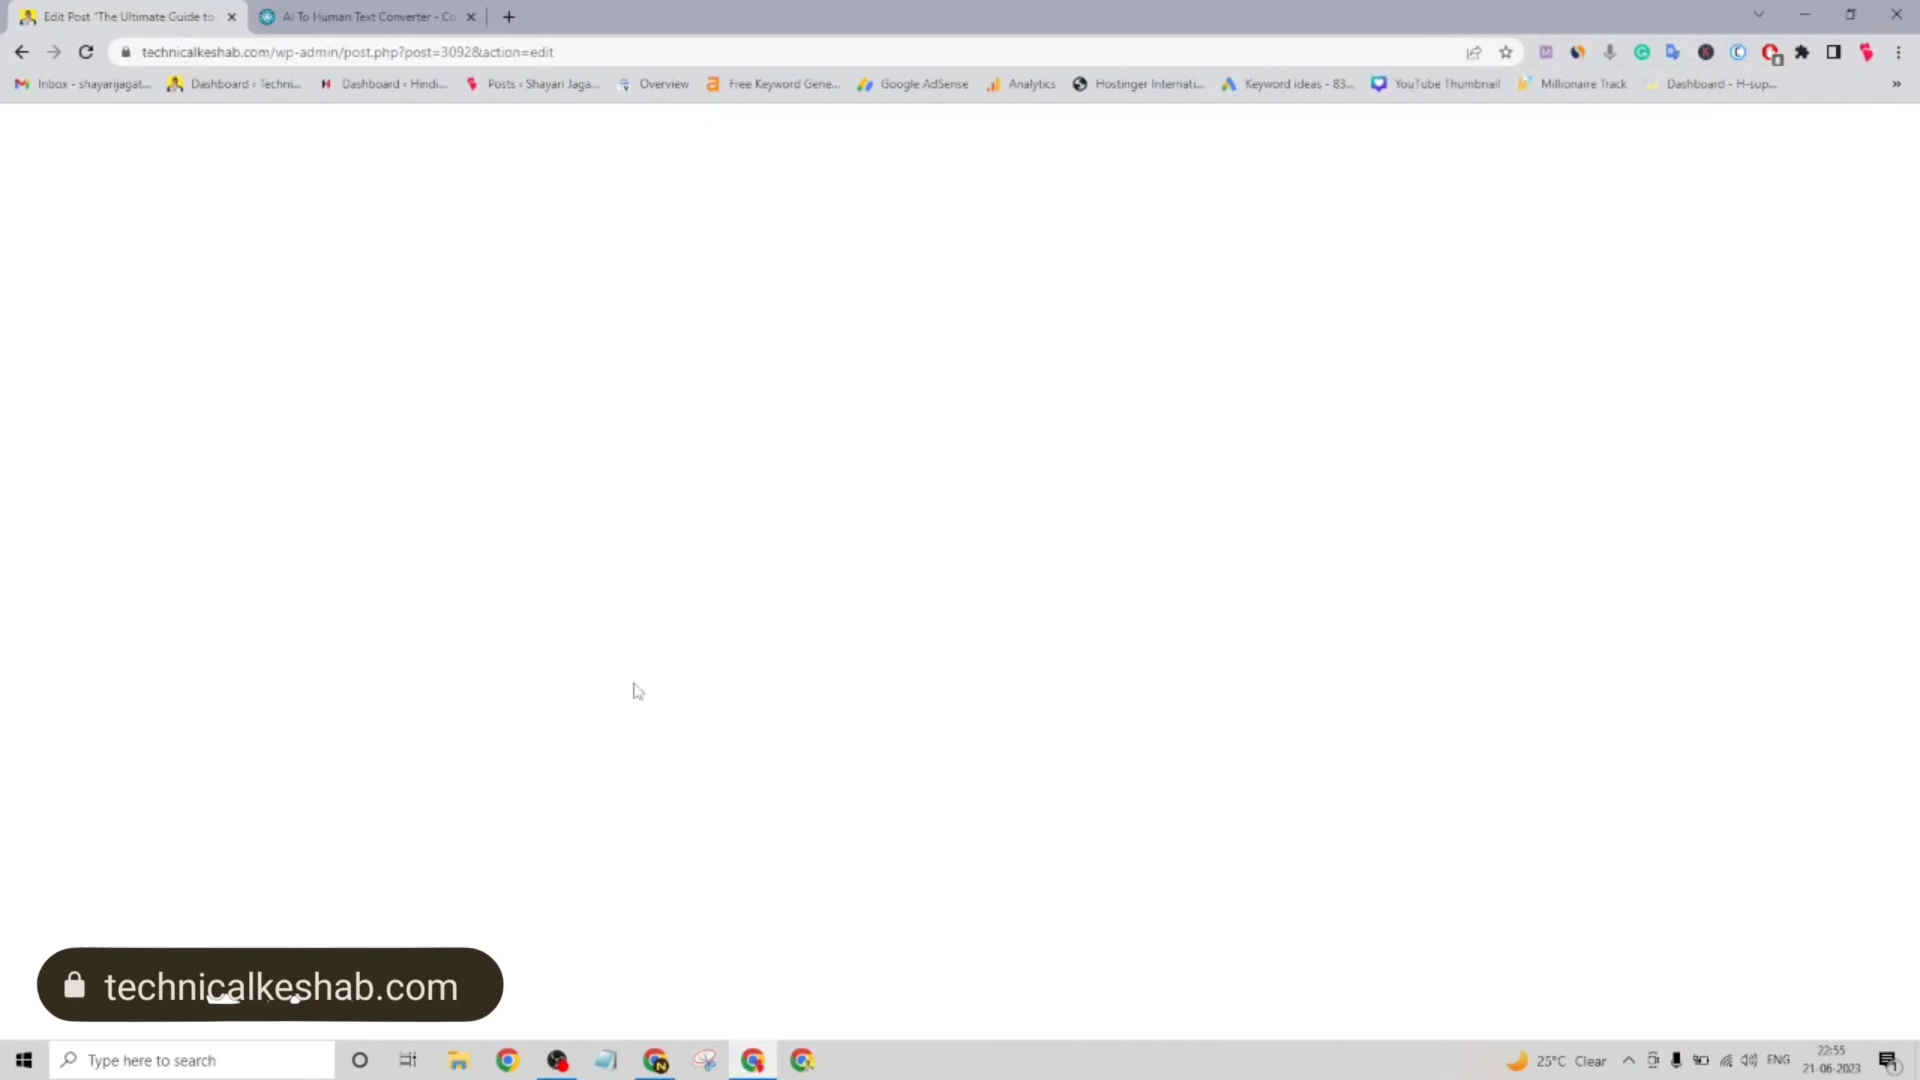 Edit Post "The Ultimate Guide to
AI To Human Text Converter - Co
technicalkeshab.com/wp-admin/post.php?post=3092&action=edit
Inbox - shayarijagat...
Dashboard ‹ Techni...
Dashboard ‹ Hindi...
Posts ‹ Shayari Jaga...
Overview
Free Keyword Gene...
Google AdSense
Analytics
Hostinger Internati...
Keyword ideas - 83...
YouTube Thumbnail
Millionaire Track
Dashboard - H-sup...
technicalkeshab.com
Type here to search
25°C Clear
ENG
22:55
21-06-2023